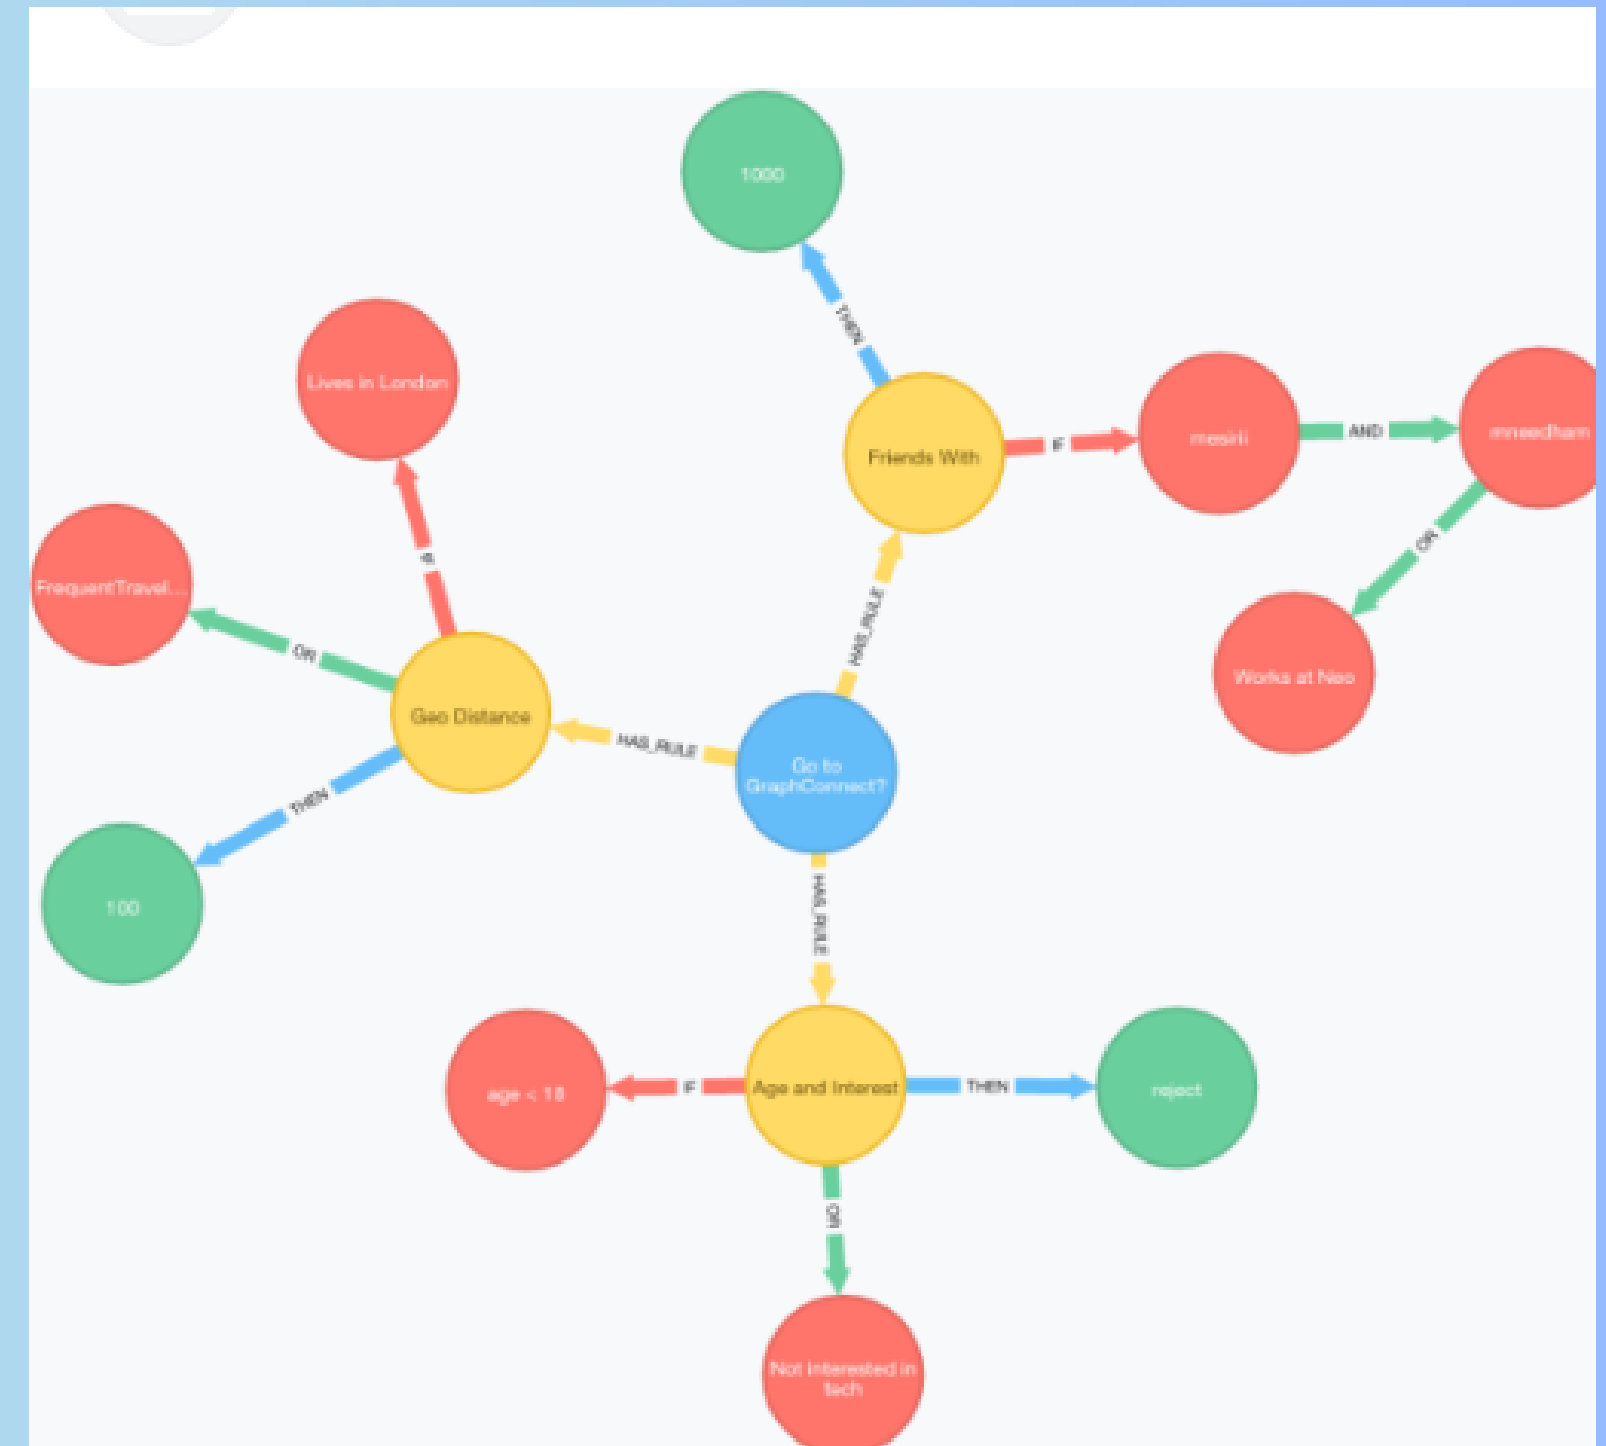 1000
THEN
Lives in London
Friends With
IF
AND
mneedham
OR
Works at Neo
IF
FrequentTravel...
OR
HAS_RULE
Geo Distance
HAS_RULE
Go to
GraphConnect?
THEN
100
HAS_RULE
age < 18
IF
Age and Interest
THEN
reject
OR
Not interested in
tech